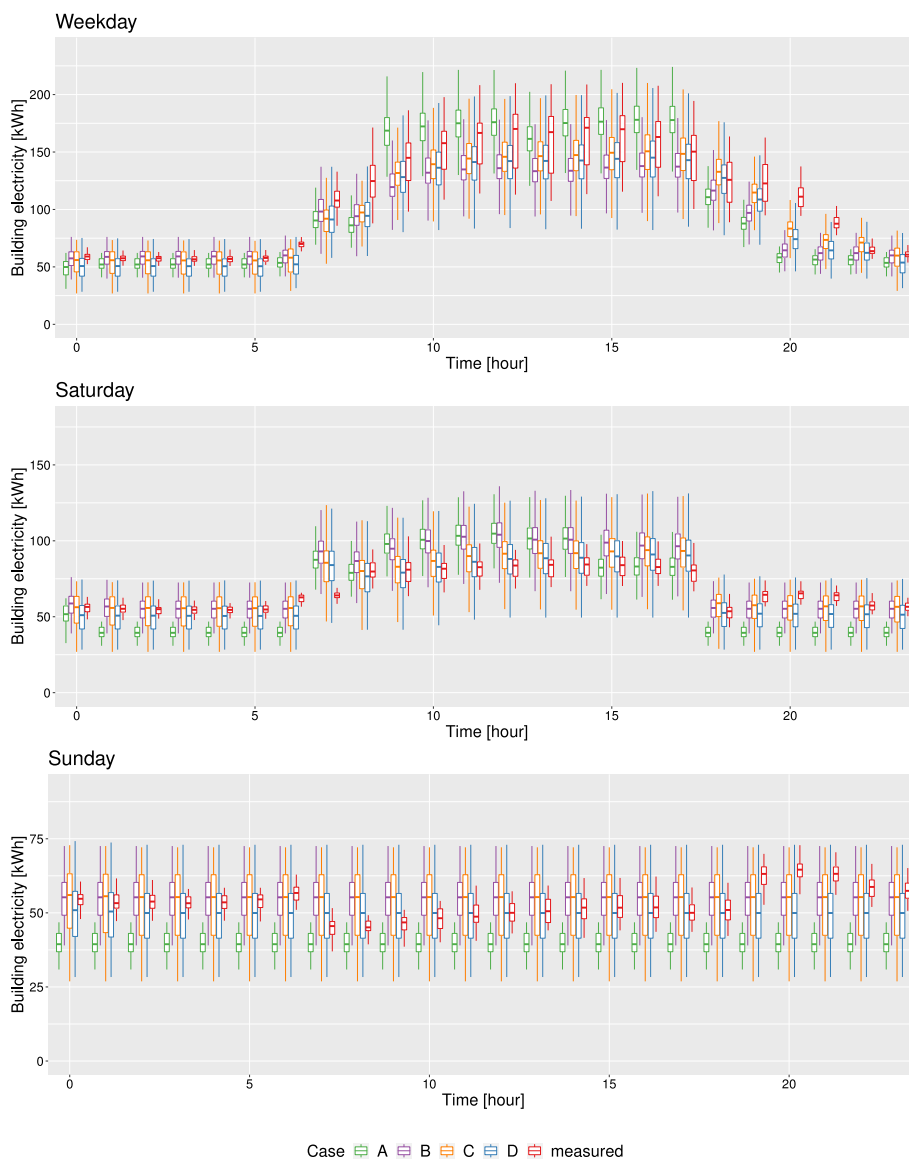 Weekday
Building electricity [kWh]
200
150
100
50
0
0 5 10 15 20
Time [hour]
Saturday
Building electricity [kWh]
150
100
50
0
0 5 10 15 20
Time [hour]
Sunday
Building electricity [kWh]
75
50
25
0
0 5 10 15 20
Time [hour]
Case A B C D measured